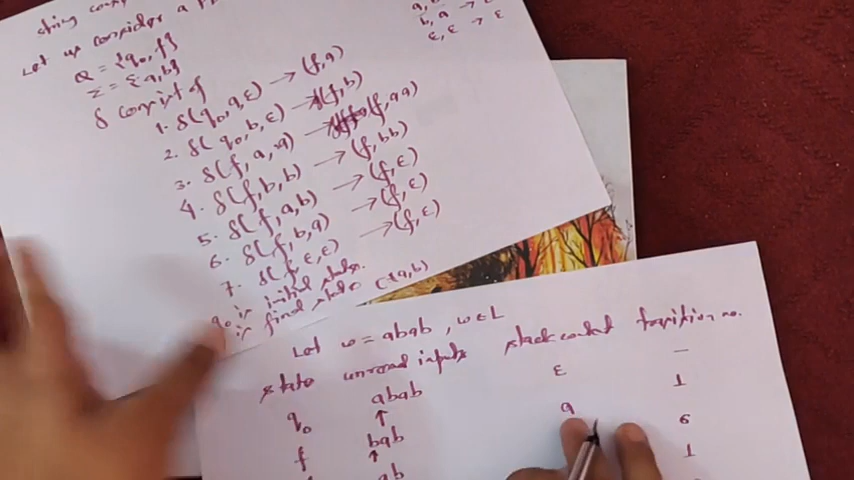 string
Let us consider a
Q = {q₀, f}
Σ = {a, b}
δ consist of
1. δ(q₀, a, ε) → (f, a)
2. δ(q₀, b, ε) → (f, b)
3. δ(f, a, a) → (f, aa)
4. δ(f, b, b) → (f, bb)
5. δ(f, a, b) → (f, ε)
6. δ(f, b, a) → (f, ε)
7. δ(f, ε, ε) → (f, ε)
q₀ is initial state.
is final state (a, b)
b, a → ε
ε, ε → ε
Let w = abab , w ∈ L
state unread inputs stack content transition no.
q₀ abab ε —
f bab a 1
ab 6
1